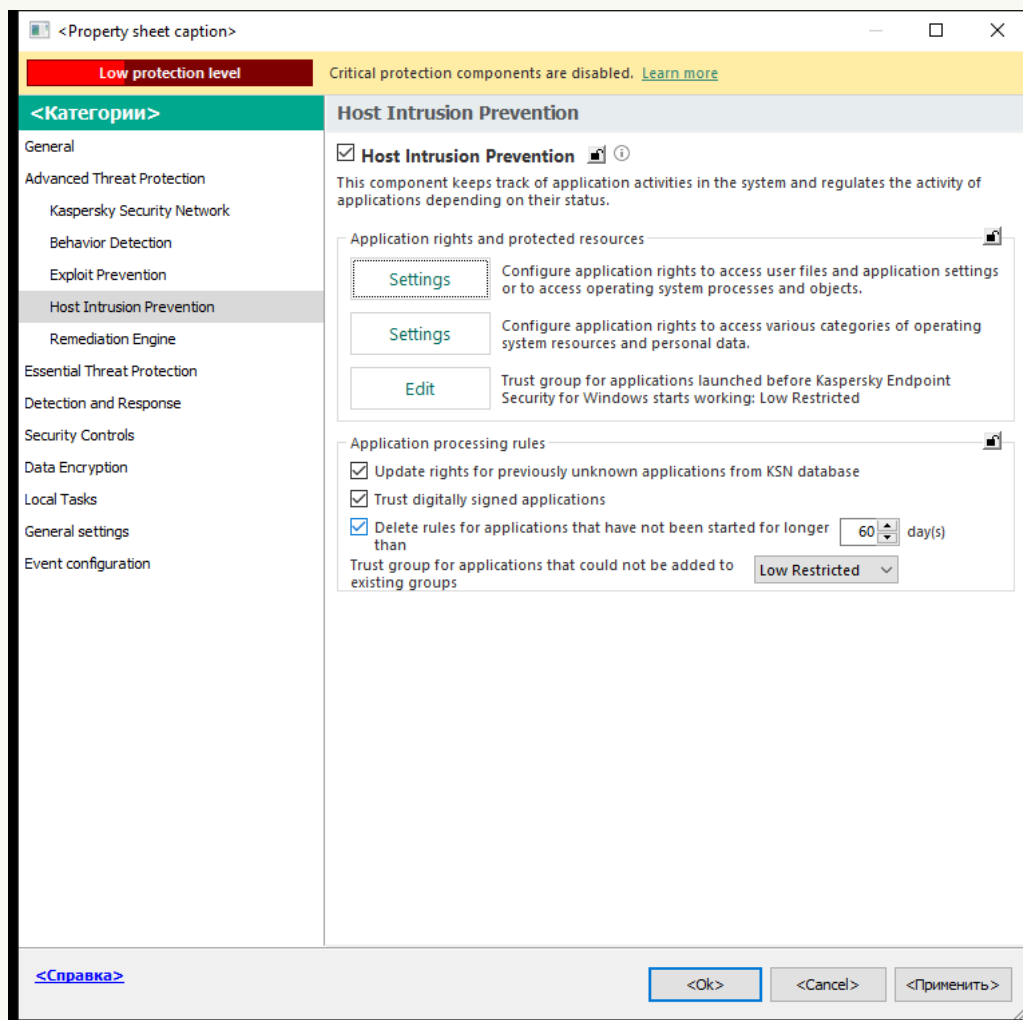 <Property sheet caption>
Low protection level
Critical protection components are disabled. Learn more
<Категории>
General
Advanced Threat Protection
Kaspersky Security Network
Behavior Detection
Exploit Prevention
Host Intrusion Prevention
Remediation Engine
Essential Threat Protection
Detection and Response
Security Controls
Data Encryption
Local Tasks
General settings
Event configuration
Host Intrusion Prevention
Host Intrusion Prevention
This component keeps track of application activities in the system and regulates the activity of
applications depending on their status.
Application rights and protected resources
Settings
Configure application rights to access user files and application settings
or to access operating system processes and objects.
Settings
Configure application rights to access various categories of operating
system resources and personal data.
Edit
Trust group for applications launched before Kaspersky Endpoint
Security for Windows starts working: Low Restricted
Application processing rules
Update rights for previously unknown applications from KSN database
Trust digitally signed applications
Delete rules for applications that have not been started for longer
than
60 day(s)
Trust group for applications that could not be added to
existing groups
Low Restricted
<Справка>
<Ok>
<Cancel>
<Применить>